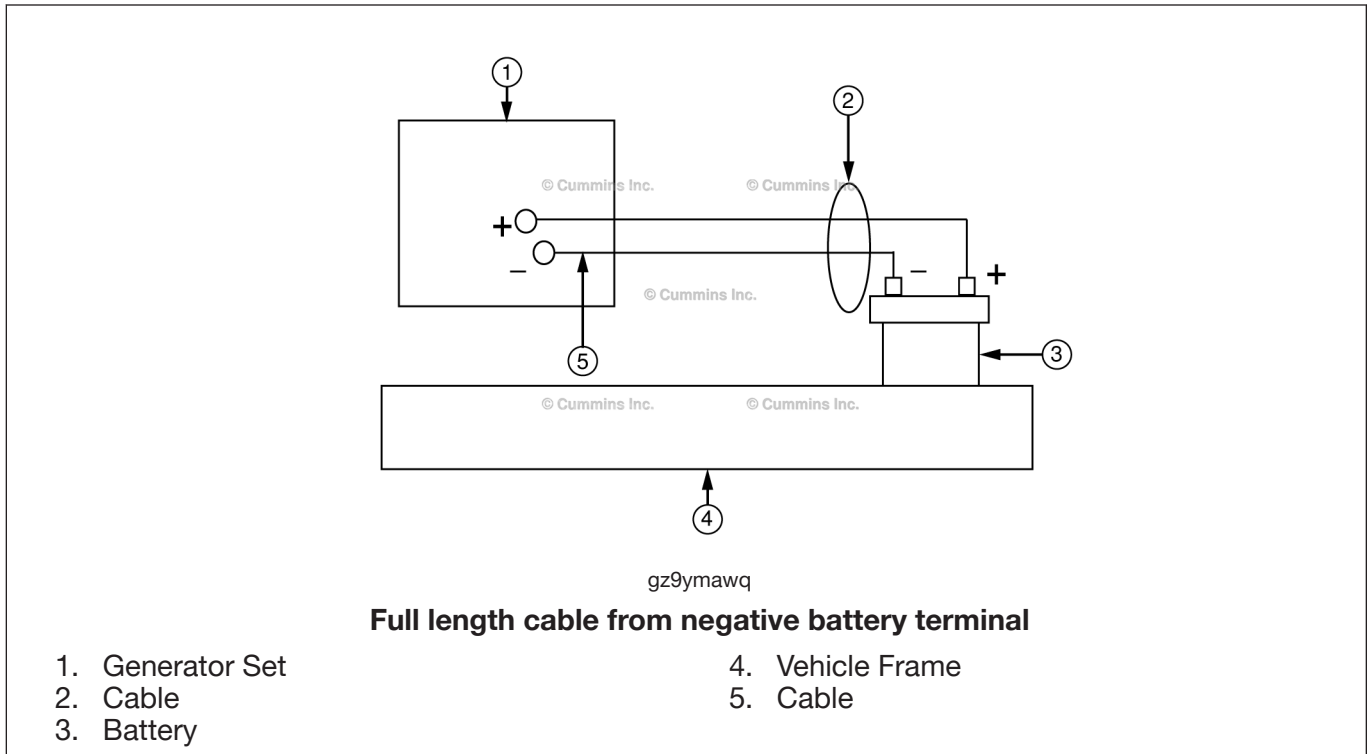 1
2
© Cummins Inc. © Cummins Inc.
+
–
– +
© Cummins Inc.
3
5
© Cummins Inc. © Cummins Inc.
4
gz9ymawq
Full length cable from negative battery terminal
1. Generator Set
2. Cable
3. Battery
4. Vehicle Frame
5. Cable